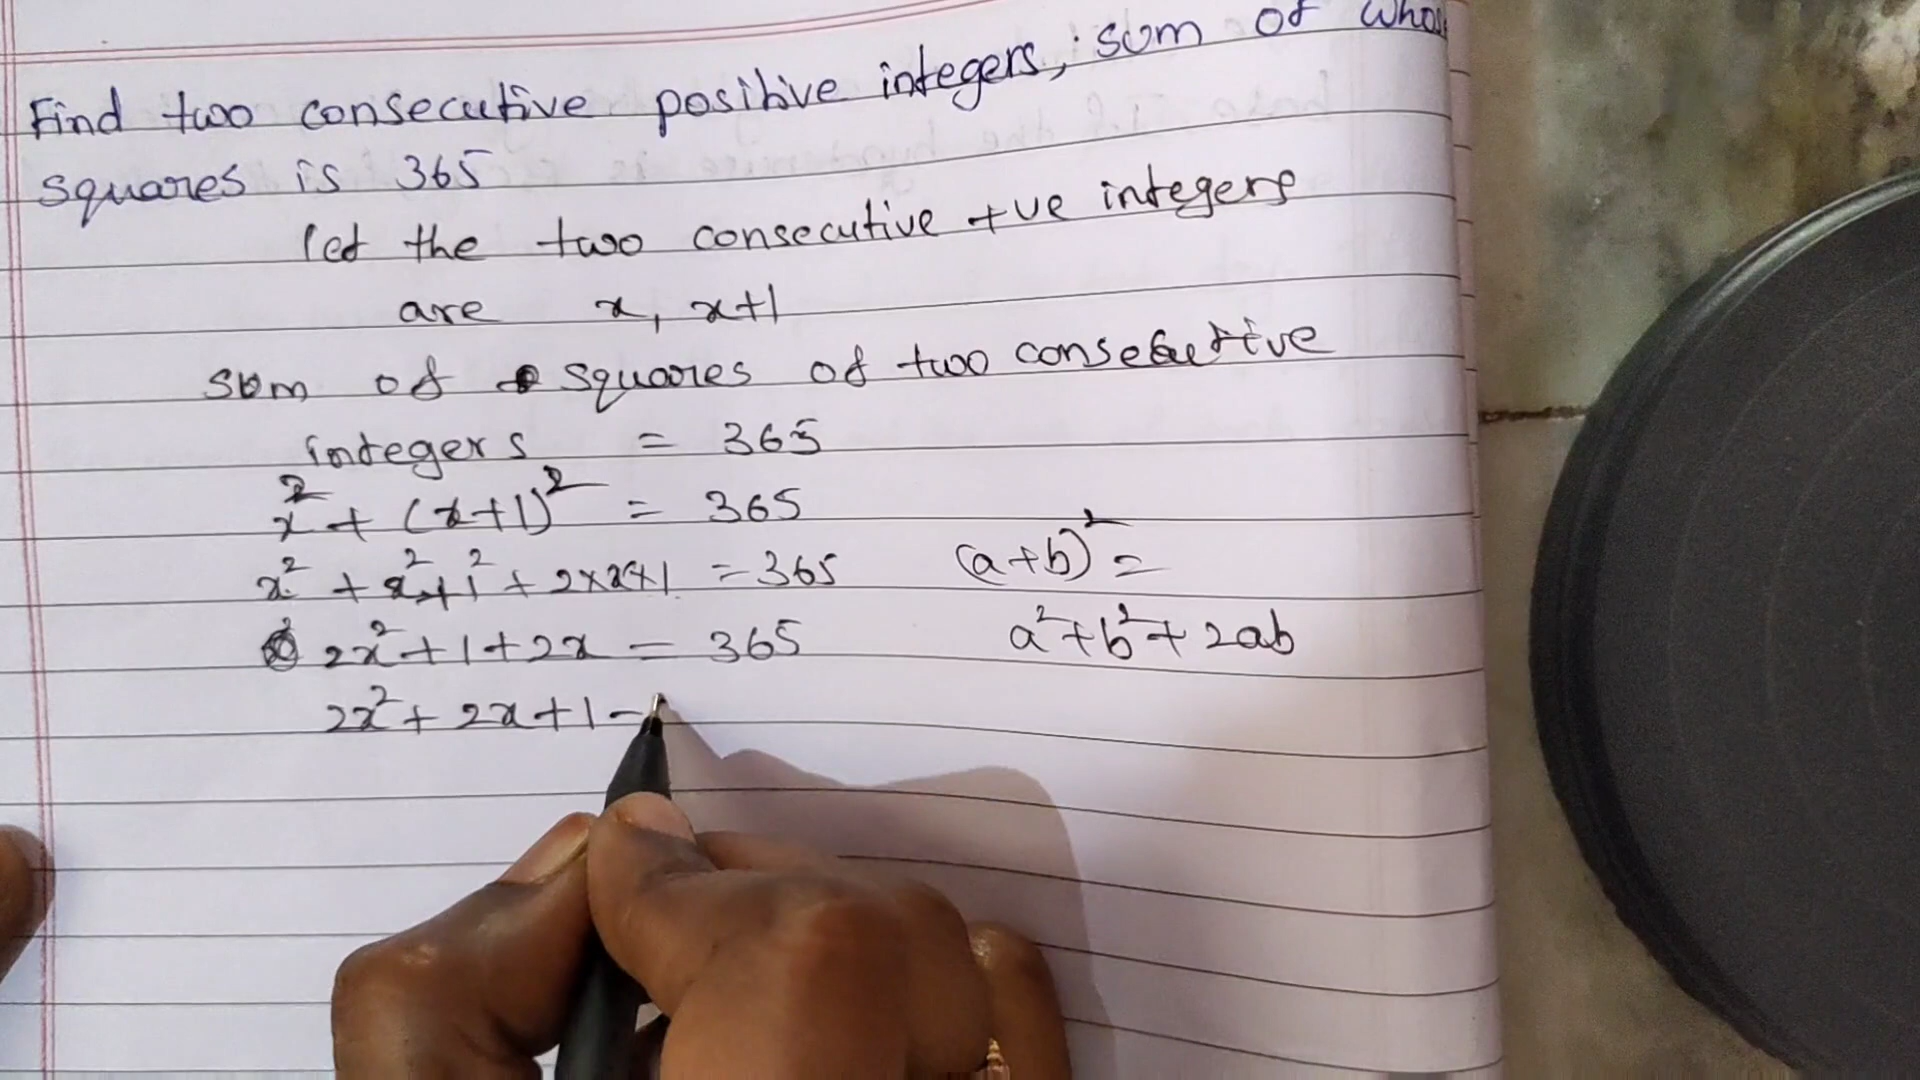 Find two consecutive positive integers, sum of whose
squares is 365
let the two consecutive +ve integers
are x, x+1
sum of squares of two consecutive
integers = 365
x² + (x+1)² = 365
x² + x²+1² + 2×x×1 = 365
(a+b)² =
2x²+1+2x = 365
a²+b²+2ab
2x²+2x+1-